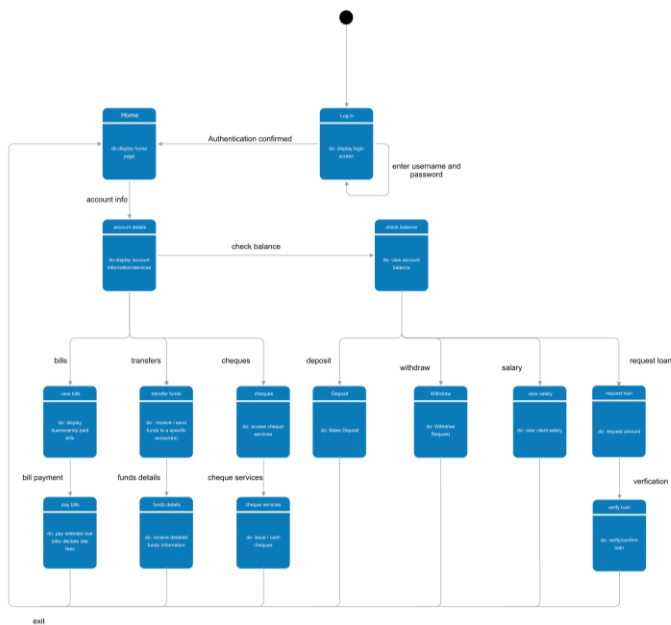 Home
do:display home
page
Authentication confirmed
Log in
do: display login
screen
enter username and
password
account info
account details
do:display account
information/services
check balance
check balance
do: view account
balance
bills
transfers
cheques
deposit
withdraw
salary
request loan
view bills
do: display
due/recently paid
bills
transfer funds
do: recieve / send
funds to a specific
account(s)
cheques
do: access cheque
services
Deposit
do: Make Deposit
Withdraw
do: Withdraw
Request
view salary
do: view client salary
request loan
do: request amount
bill payment
funds details
cheque services
verfication
pay bills
do: pay selected due
bills/ declare late
fees
funds details
do: recieve detailed
funds information
cheque services
do: issue / cash
cheques
verify loan
do: verify/confirm
loan
exit